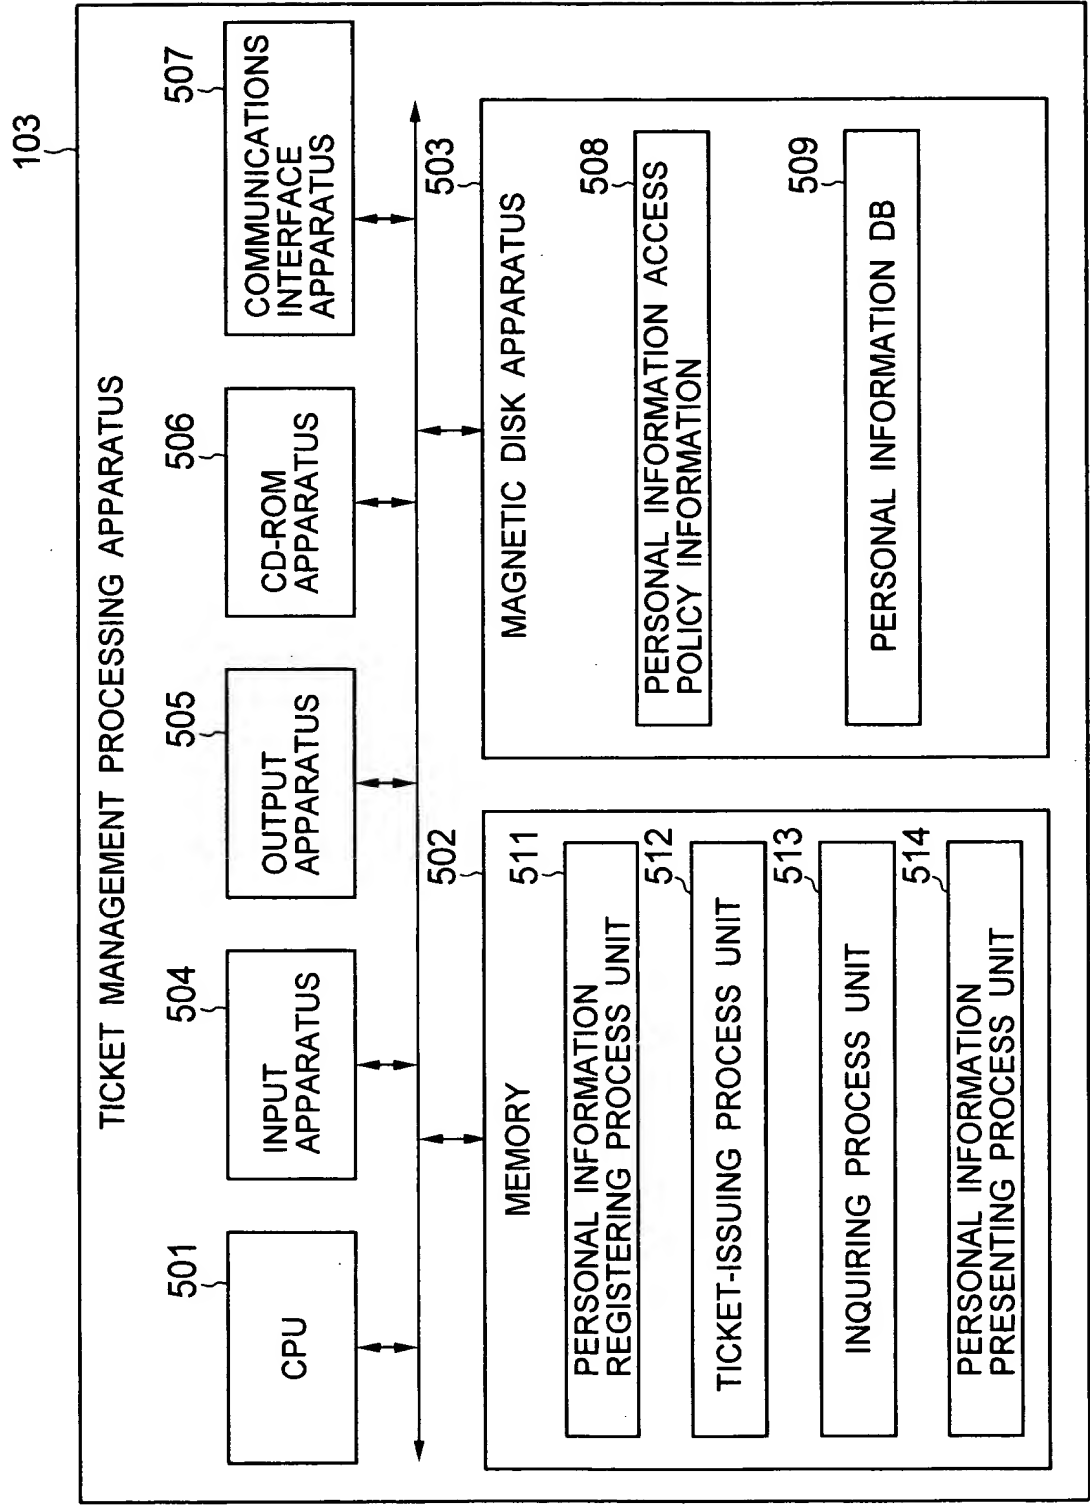 103
TICKET MANAGEMENT PROCESSING APPARATUS
501
CPU
504
INPUT
APPARATUS
505
OUTPUT
APPARATUS
506
CD-ROM
APPARATUS
507
COMMUNICATIONS
INTERFACE
APPARATUS
502
MEMORY
511
PERSONAL INFORMATION
REGISTERING PROCESS UNIT
512
TICKET-ISSUING PROCESS UNIT
513
INQUIRING PROCESS UNIT
514
PERSONAL INFORMATION
PRESENTING PROCESS UNIT
503
MAGNETIC DISK APPARATUS
508
PERSONAL INFORMATION ACCESS
POLICY INFORMATION
509
PERSONAL INFORMATION DB